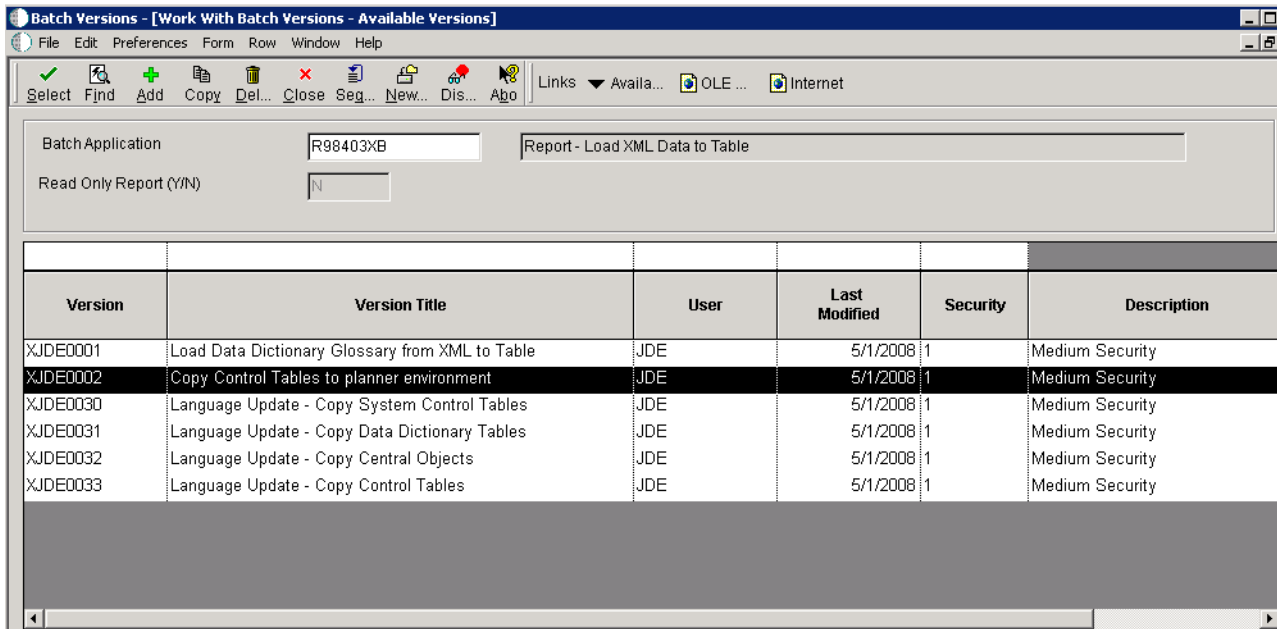 Batch Versions - [Work With Batch Versions - Available Versions]
File Edit Preferences Form Row Window Help
Select Find Add Copy Del... Close Seq... New... Dis... Abo Links Availa... OLE ... Internet
Batch Application R98403XB Report - Load XML Data to Table
Read Only Report (Y/N) N
Version Version Title User Last Modified Security Description
XJDE0001 Load Data Dictionary Glossary from XML to Table JDE 5/1/2008 1 Medium Security
XJDE0002 Copy Control Tables to planner environment JDE 5/1/2008 1 Medium Security
XJDE0030 Language Update - Copy System Control Tables JDE 5/1/2008 1 Medium Security
XJDE0031 Language Update - Copy Data Dictionary Tables JDE 5/1/2008 1 Medium Security
XJDE0032 Language Update - Copy Central Objects JDE 5/1/2008 1 Medium Security
XJDE0033 Language Update - Copy Control Tables JDE 5/1/2008 1 Medium Security